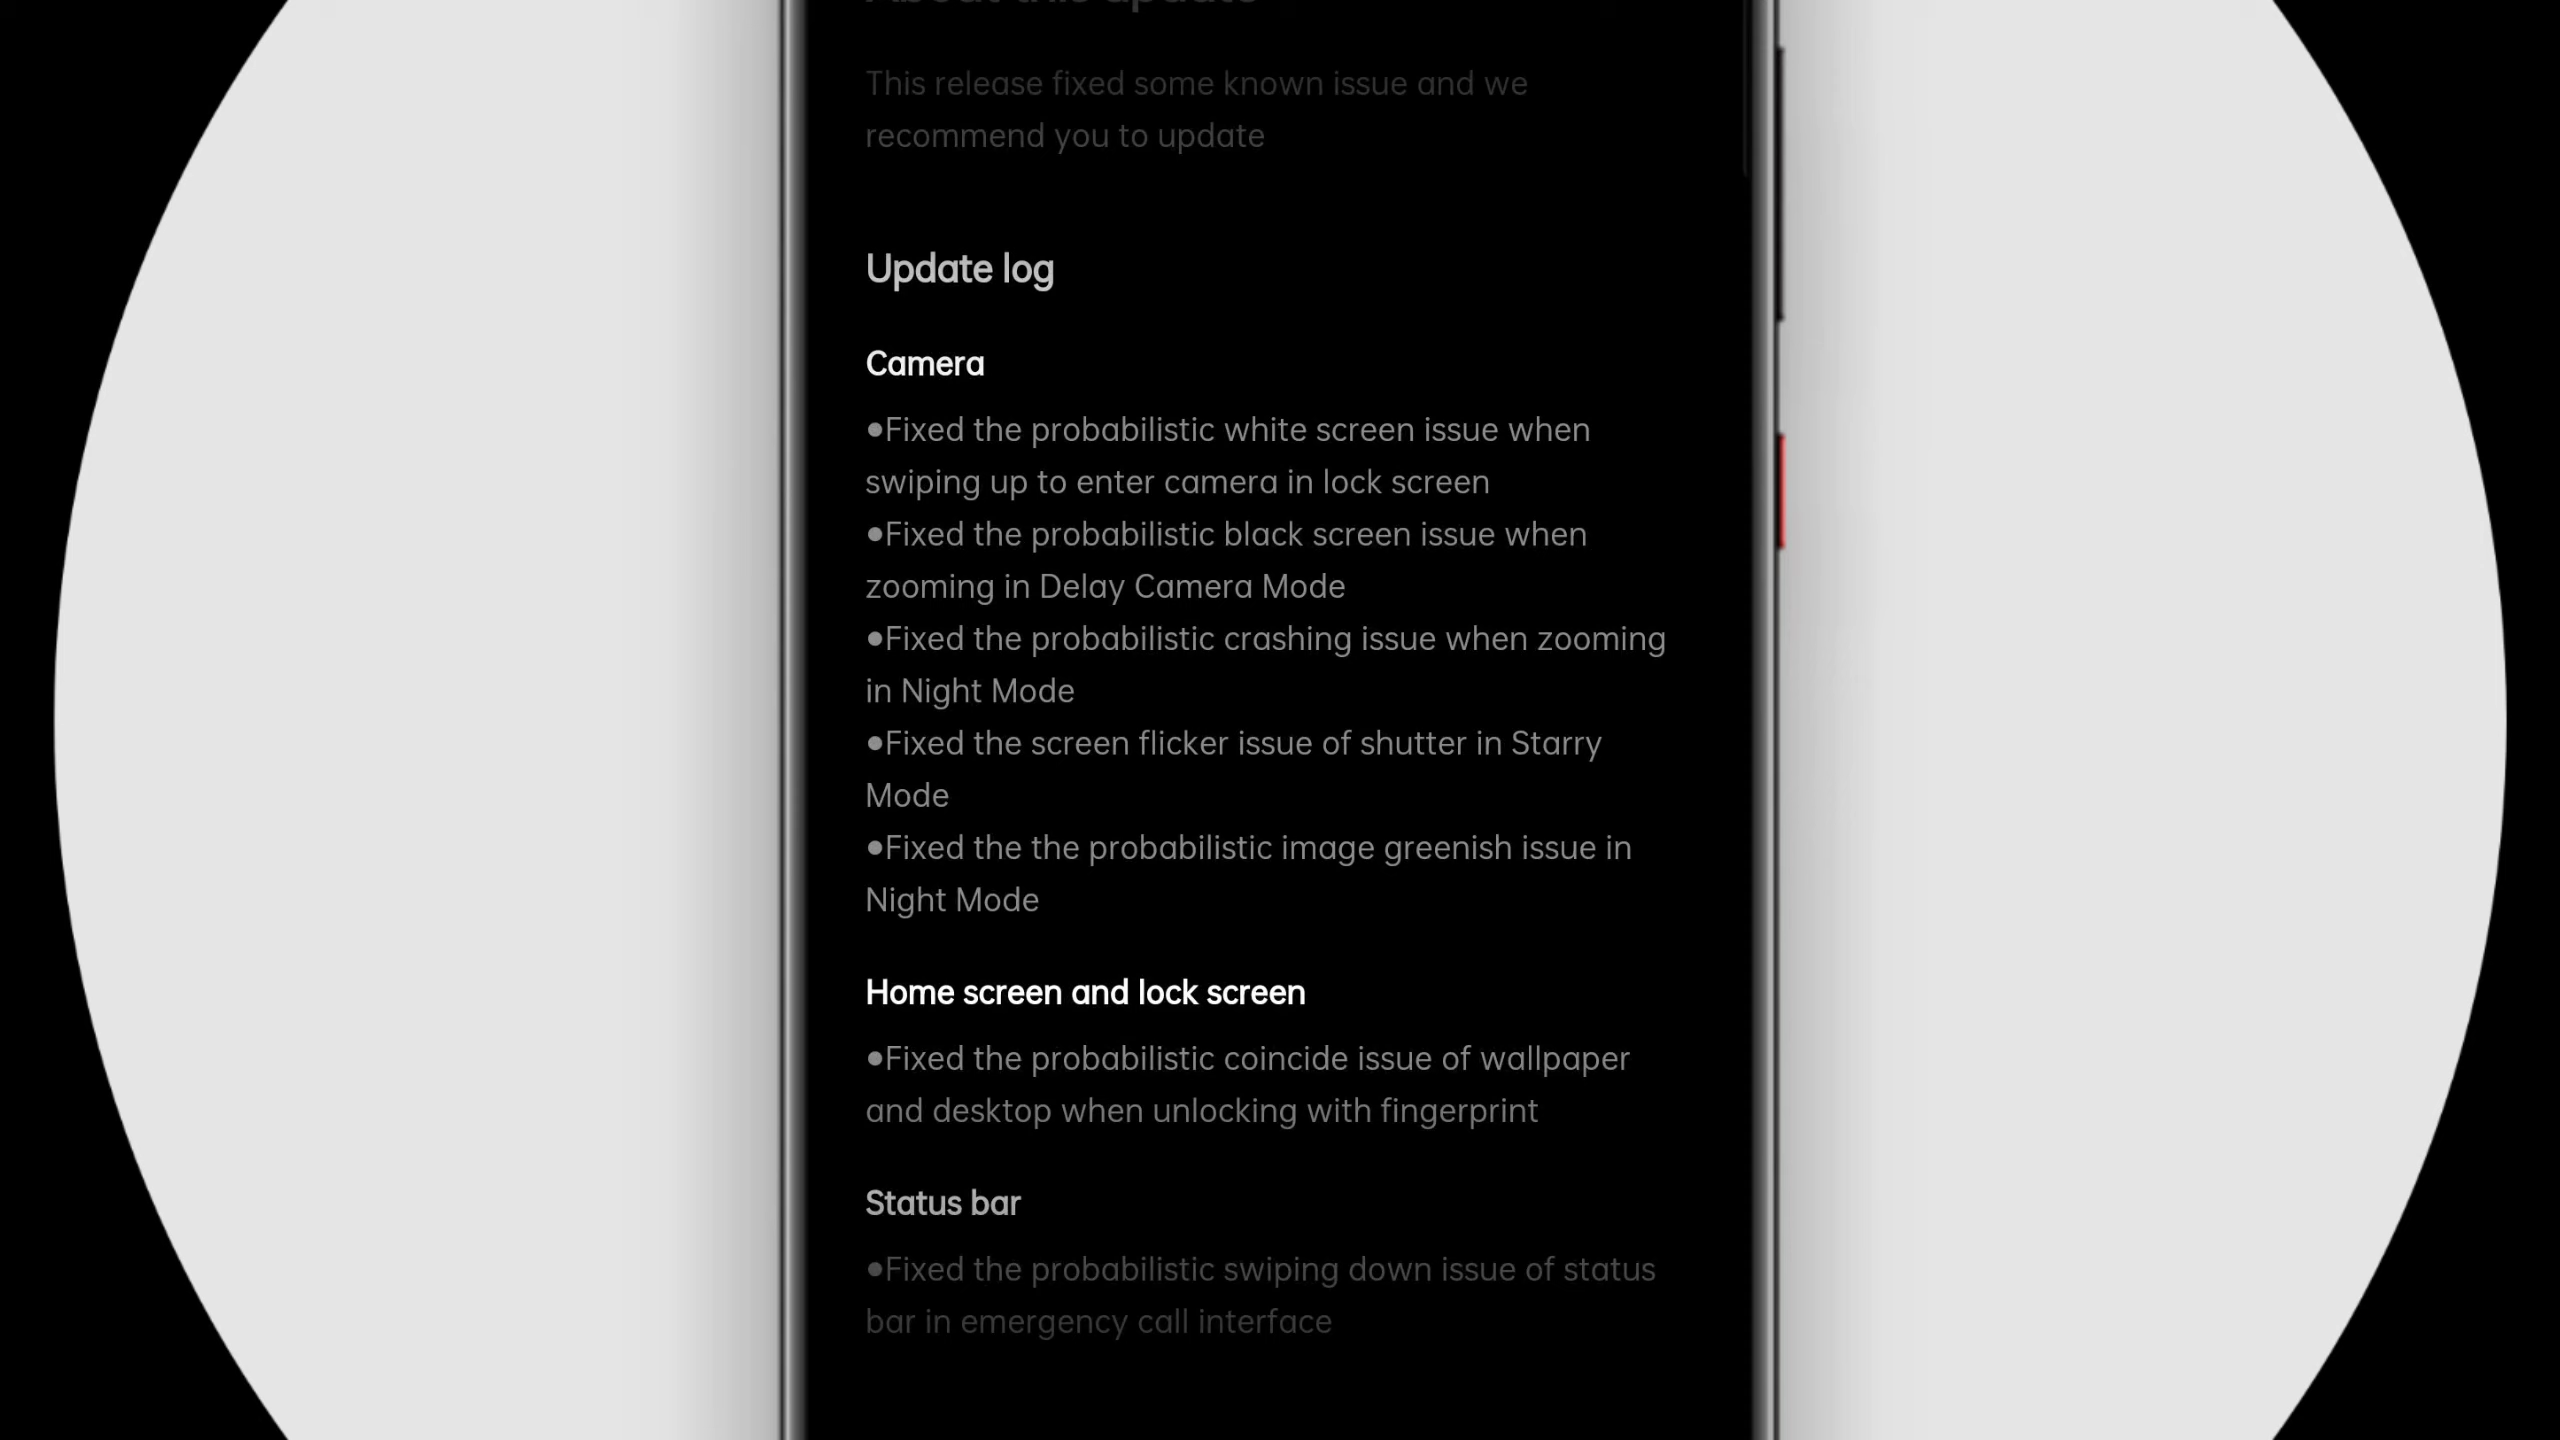 About this update
This release fixed some known issue and we
recommend you to update
Update log
Camera
●Fixed the probabilistic white screen issue when
swiping up to enter camera in lock screen
●Fixed the probabilistic black screen issue when
zooming in Delay Camera Mode
●Fixed the probabilistic crashing issue when zooming
in Night Mode
●Fixed the screen flicker issue of shutter in Starry
Mode
●Fixed the the probabilistic image greenish issue in
Night Mode
Home screen and lock screen
●Fixed the probabilistic coincide issue of wallpaper
and desktop when unlocking with fingerprint
Status bar
●Fixed the probabilistic swiping down issue of status
bar in emergency call interface